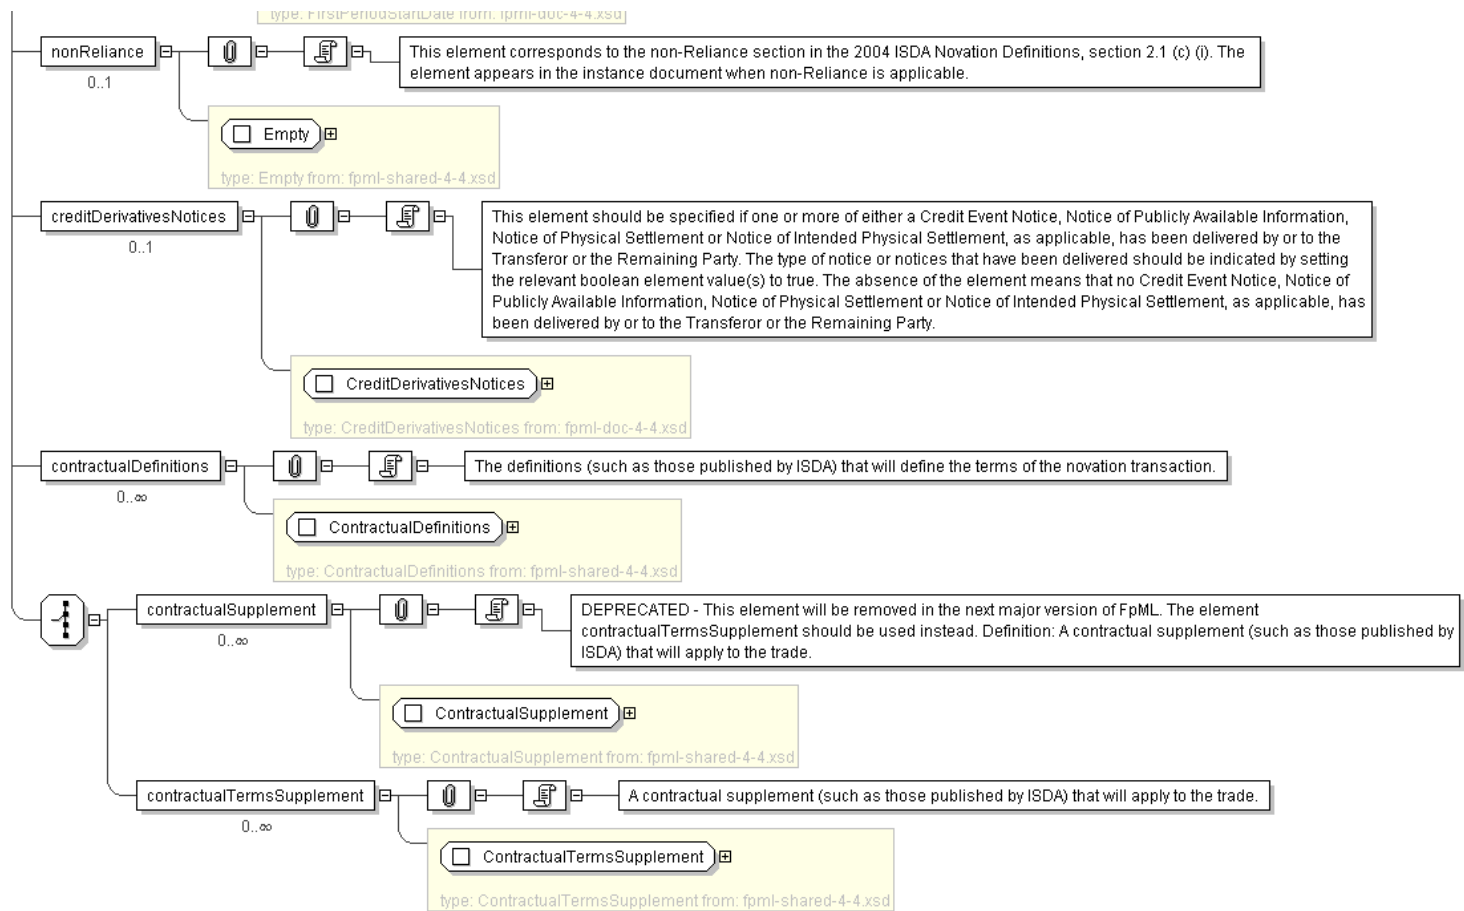 type: FirstPeriodStartDate from: fpml-doc-4-4.xsd
nonReliance
0..1
This element corresponds to the non-Reliance section in the 2004 ISDA Novation Definitions, section 2.1 (c) (i). The
element appears in the instance document when non-Reliance is applicable.
Empty
type: Empty from: fpml-shared-4-4.xsd
creditDerivativesNotices
0..1
This element should be specified if one or more of either a Credit Event Notice, Notice of Publicly Available Information,
Notice of Physical Settlement or Notice of Intended Physical Settlement, as applicable, has been delivered by or to the
Transferor or the Remaining Party. The type of notice or notices that have been delivered should be indicated by setting
the relevant boolean element value(s) to true. The absence of the element means that no Credit Event Notice, Notice of
Publicly Available Information, Notice of Physical Settlement or Notice of Intended Physical Settlement, as applicable, has
been delivered by or to the Transferor or the Remaining Party.
CreditDerivativesNotices
type: CreditDerivativesNotices from: fpml-doc-4-4.xsd
contractualDefinitions
0..∞
The definitions (such as those published by ISDA) that will define the terms of the novation transaction.
ContractualDefinitions
type: ContractualDefinitions from: fpml-shared-4-4.xsd
contractualSupplement
0..∞
DEPRECATED - This element will be removed in the next major version of FpML. The element
contractualTermsSupplement should be used instead. Definition: A contractual supplement (such as those published by
ISDA) that will apply to the trade.
ContractualSupplement
type: ContractualSupplement from: fpml-shared-4-4.xsd
contractualTermsSupplement
0..∞
A contractual supplement (such as those published by ISDA) that will apply to the trade.
ContractualTermsSupplement
type: ContractualTermsSupplement from: fpml-shared-4-4.xsd